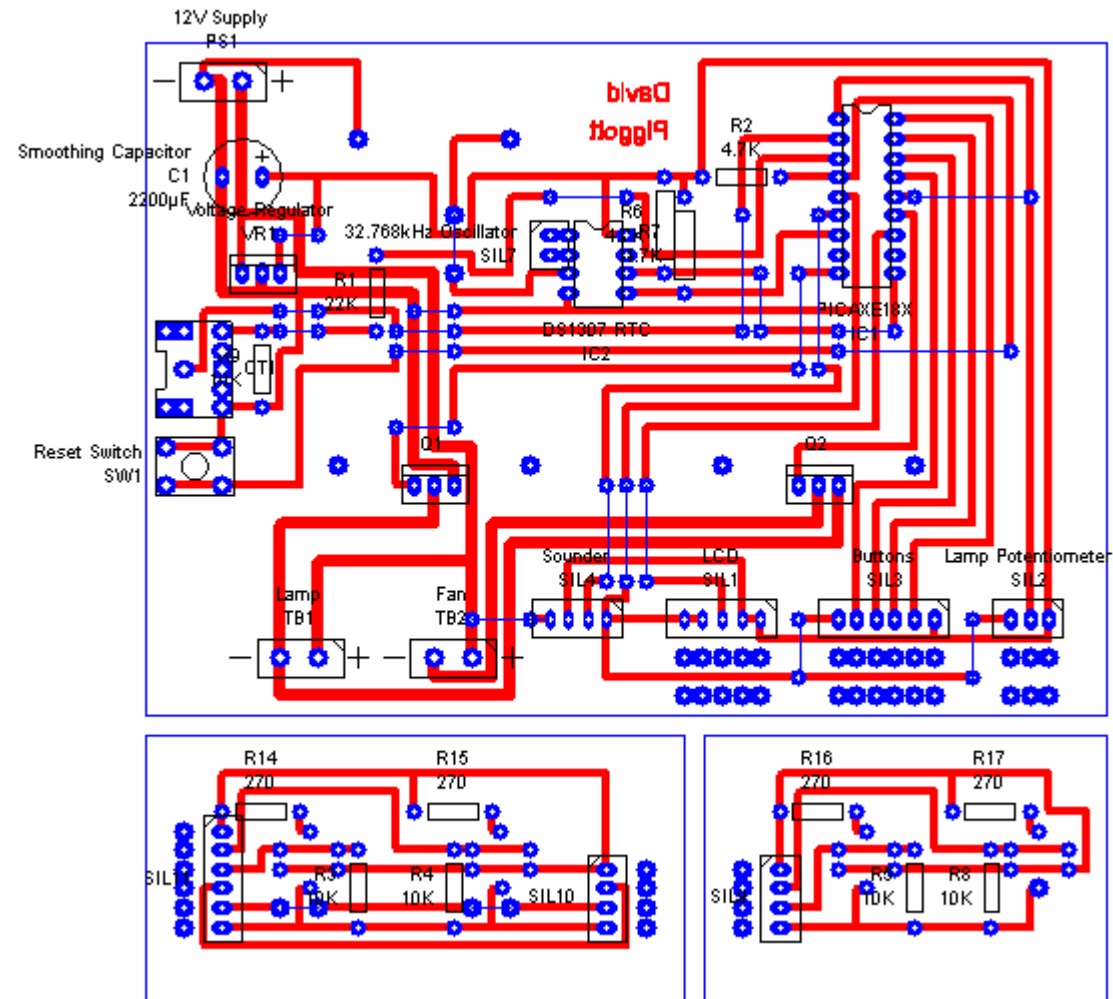 12V Supply
PS1
David
Piggott
R2
4.7K
Smoothing Capacitor
C1
2200µF
Voltage Regulator
VR1
32.768kHz Oscillator
SIL7
R6
R7
R1
22K
PICAXE18X
IC1
DS1307 RTC
IC2
CT1
Reset Switch
SW1
Q1
Q2
Sounder
SIL4
LCD
SIL1
Buttons
SIL3
Lamp Potentiometer
SIL2
Lamp
TB1
Fan
TB2
R14
270
R15
270
R16
270
R17
270
R3
10K
R4
10K
SIL10
R5
10K
R8
10K